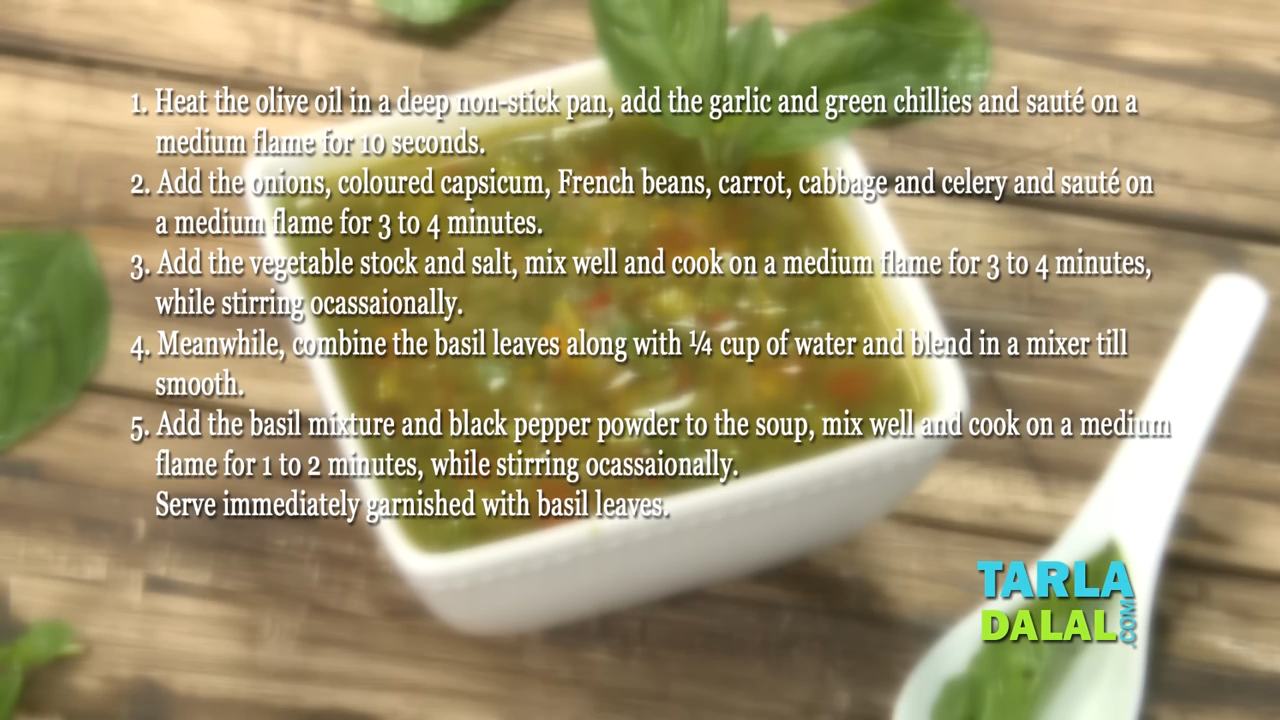 1. Heat the olive oil in a deep non-stick pan, add the garlic and green chillies and sauté on a
medium flame for 10 seconds.
2. Add the onions, coloured capsicum, French beans, carrot, cabbage and celery and sauté on
a medium flame for 3 to 4 minutes.
3. Add the vegetable stock and salt, mix well and cook on a medium flame for 3 to 4 minutes,
while stirring ocassaionally.
4. Meanwhile, combine the basil leaves along with ¼ cup of water and blend in a mixer till
smooth.
5. Add the basil mixture and black pepper powder to the soup, mix well and cook on a medium
flame for 1 to 2 minutes, while stirring ocassaionally.
Serve immediately garnished with basil leaves.
TARLA
DALAL
.COM